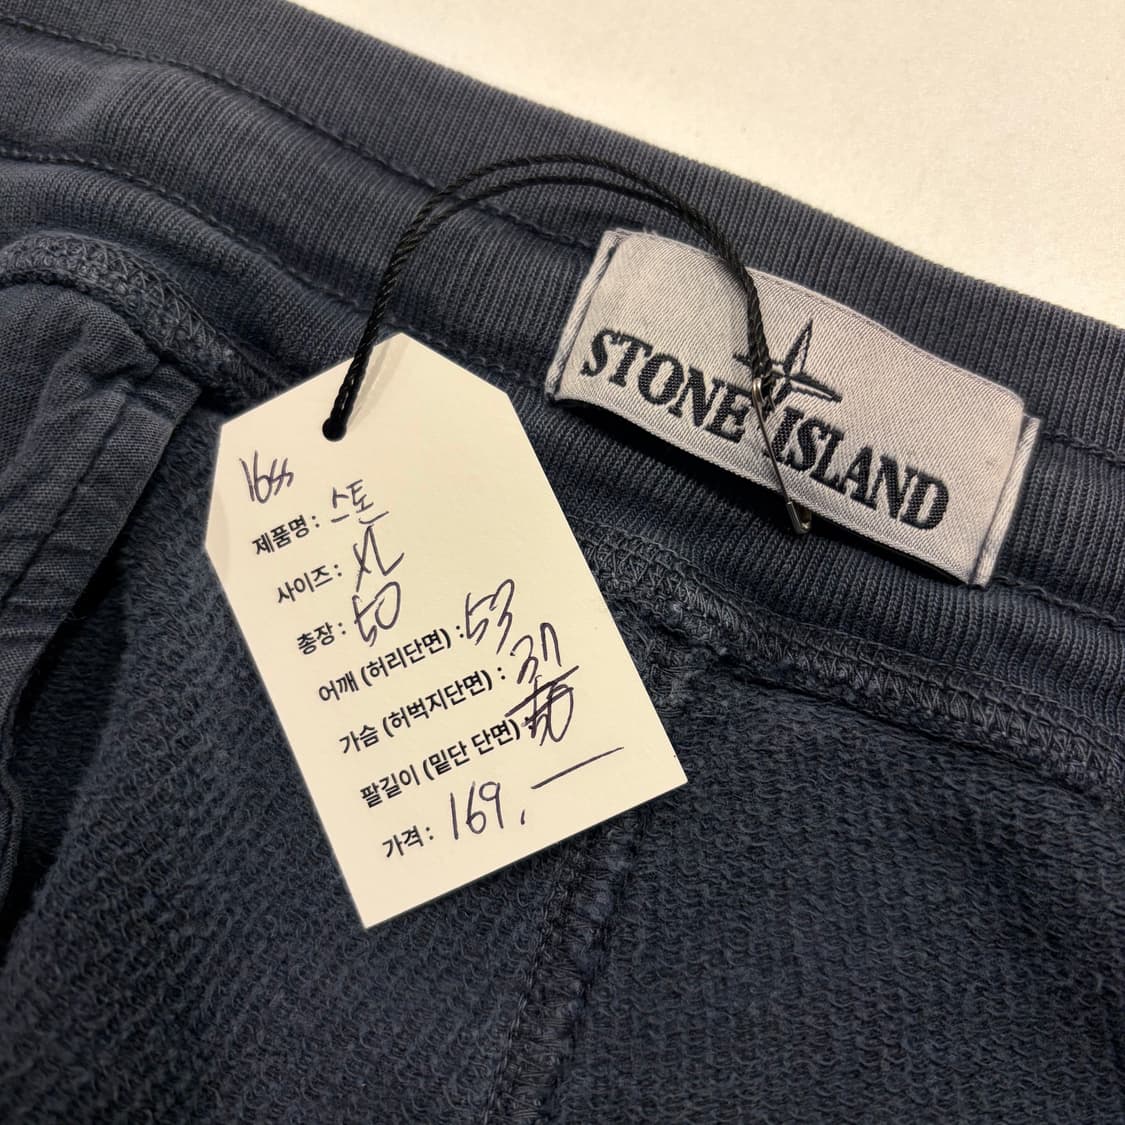 STONE ISLAND
16ss
제품명 : 스톤
사이즈 : XL
총장 : 50
어깨 (허리단면) : 53
가슴 (허벅지단면) : 37
팔길이 (밑단 단면)
가격 : 169,—